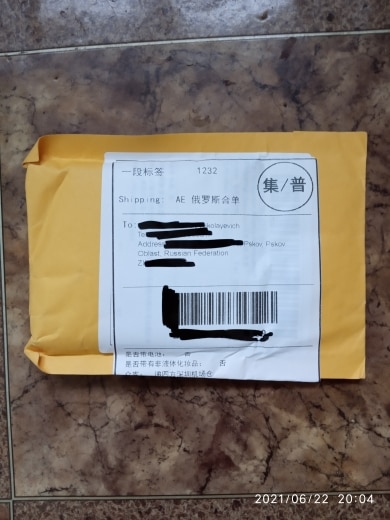 一段标签 1232
集/普
Shipping: AE 俄罗斯合单
To: olayevich
Address Pskov, Pskov
Oblast, Russian Federation
是否带电池： 否
是否带有非液体化妆品： 否
2021/06/22 20:04